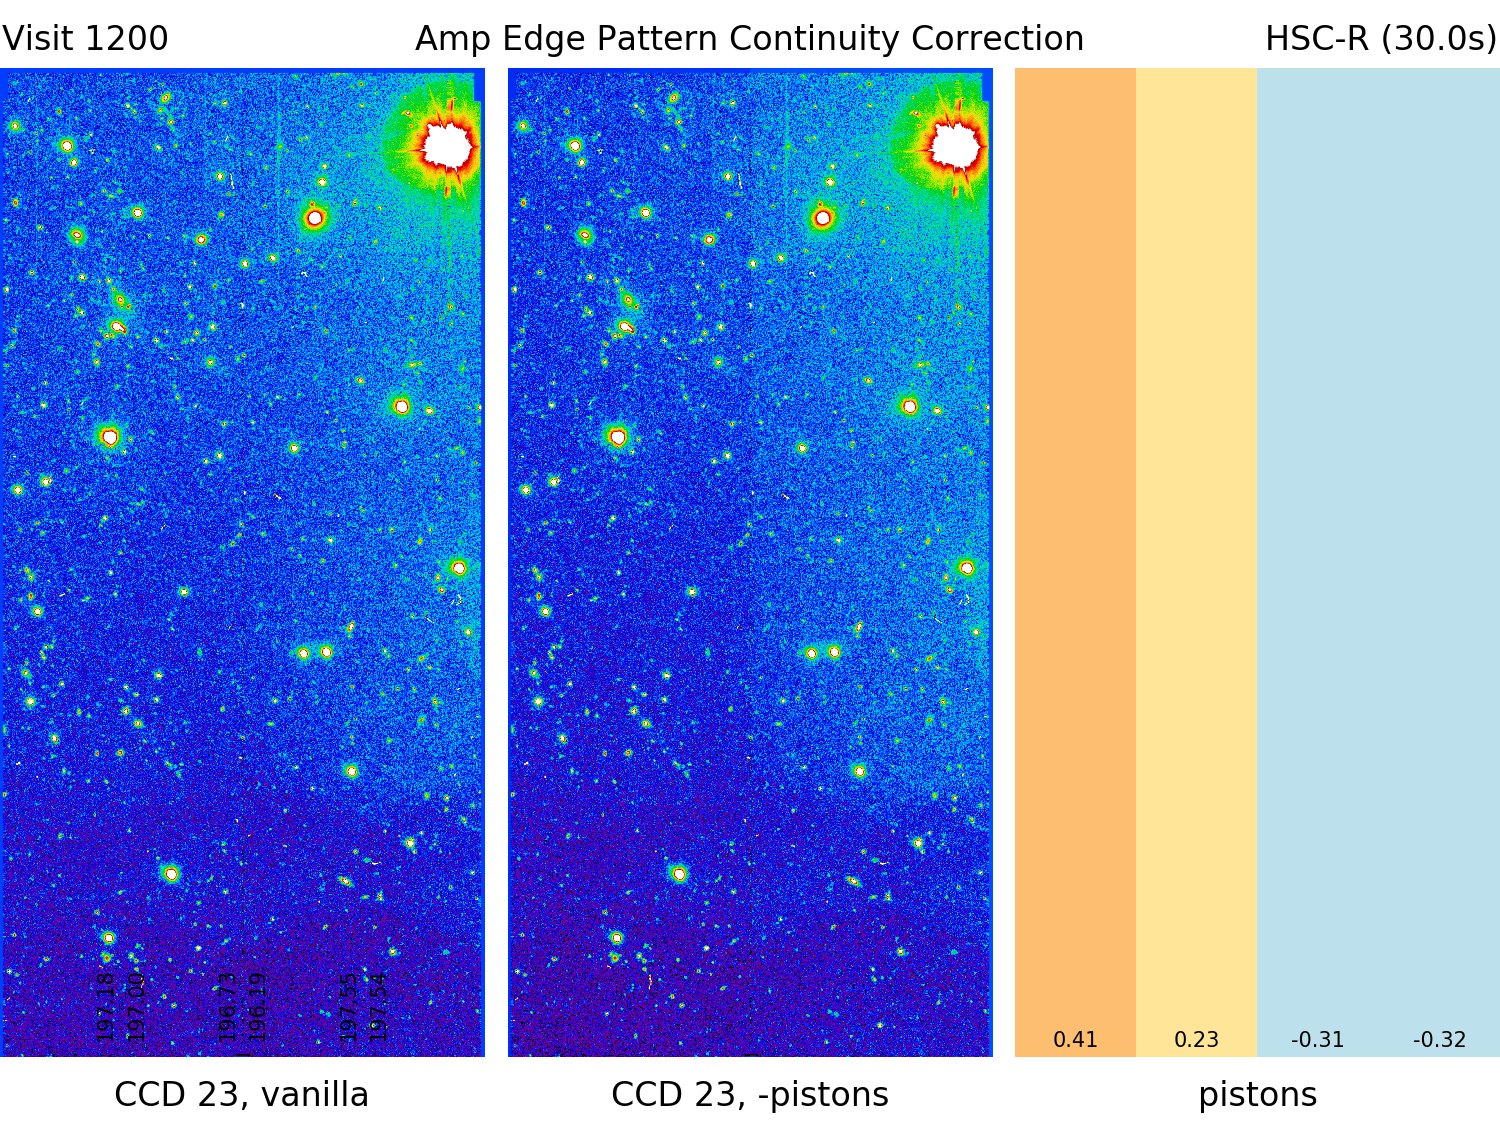 Visit 1200
Amp Edge Pattern Continuity Correction
HSC-R (30.0s)
197.18
197.00
196.73
196.19
197.55
197.54
0.41
0.23
-0.31
-0.32
CCD 23, vanilla
CCD 23, -pistons
pistons